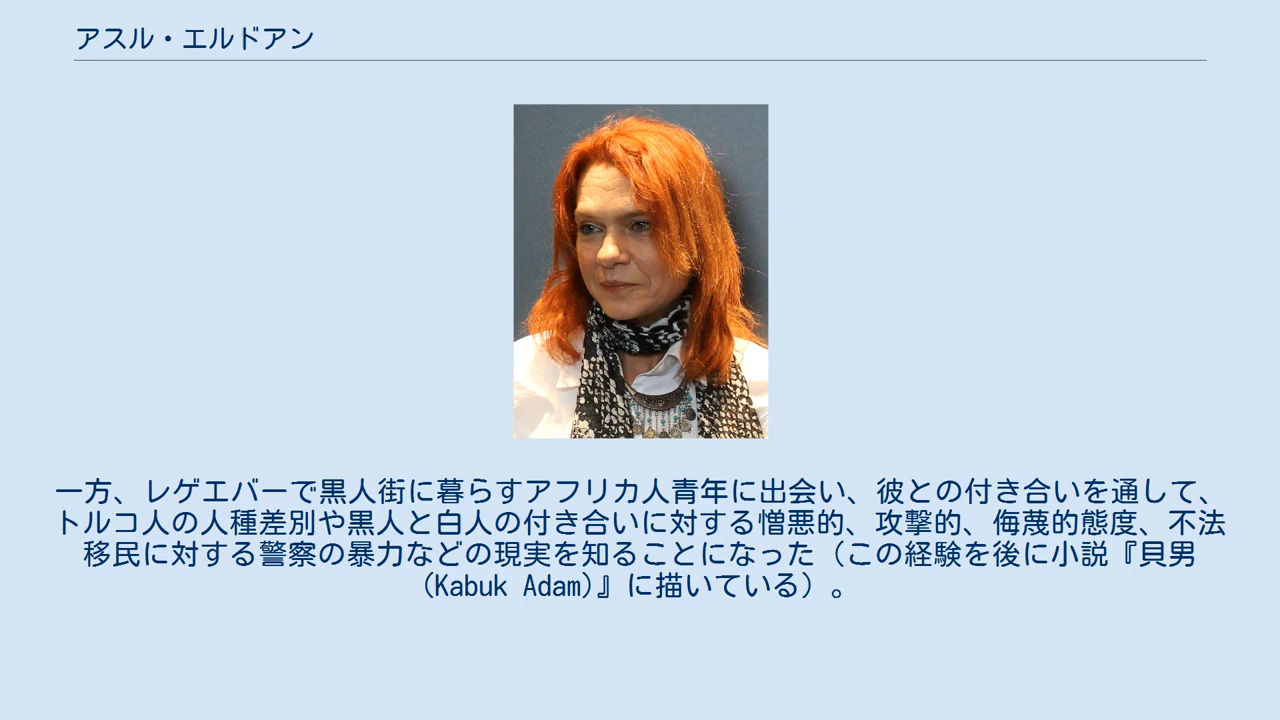 アスル・エルドアン
一方、レゲエバーで黒人街に暮らすアフリカ人青年に出会い、彼との付き合いを通して、
トルコ人の人種差別や黒人と白人の付き合いに対する憎悪的、攻撃的、侮蔑的態度、不法
移民に対する警察の暴力などの現実を知ることになった（この経験を後に小説『貝男
(Kabuk Adam)』に描いている）。